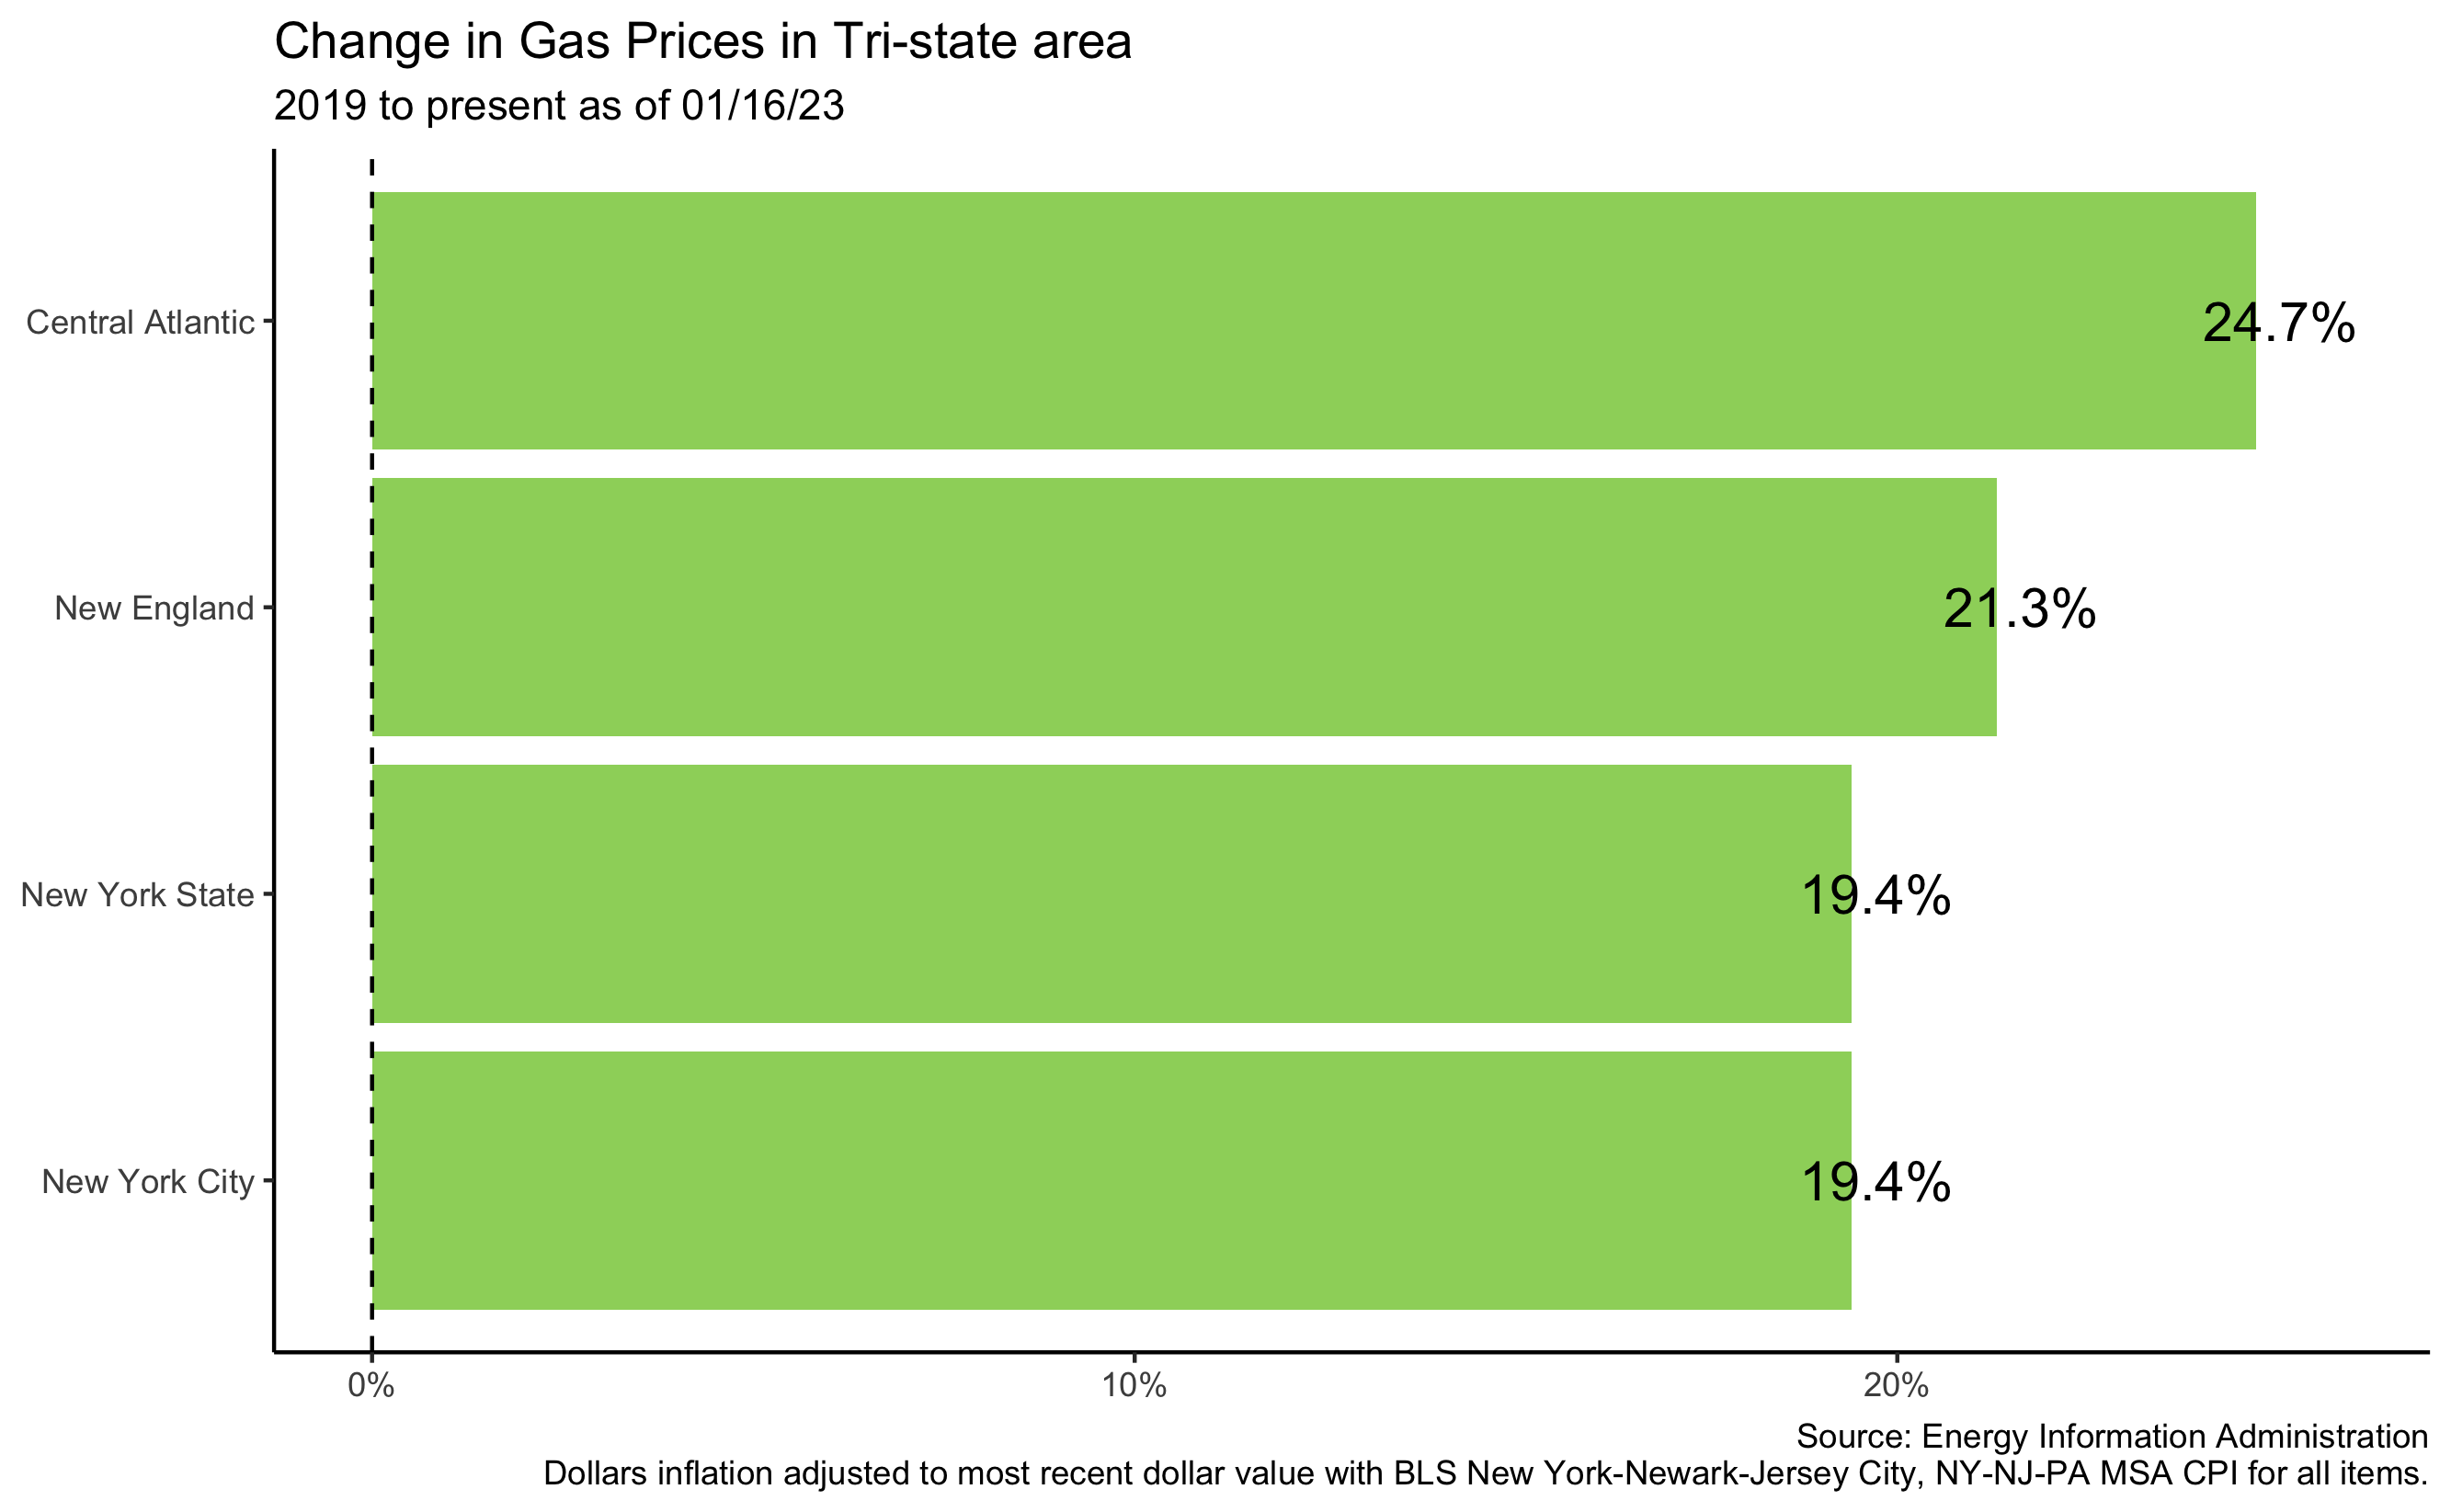 Change in Gas Prices in Tri-state area
2019 to present as of 01/16/23
Central Atlantic
24.7%
New England
21.3%
New York State
19.4%
New York City
19.4%
0%
10%
20%
Source: Energy Information Administration
Dollars inflation adjusted to most recent dollar value with BLS New York-Newark-Jersey City, NY-NJ-PA MSA CPI for all items.